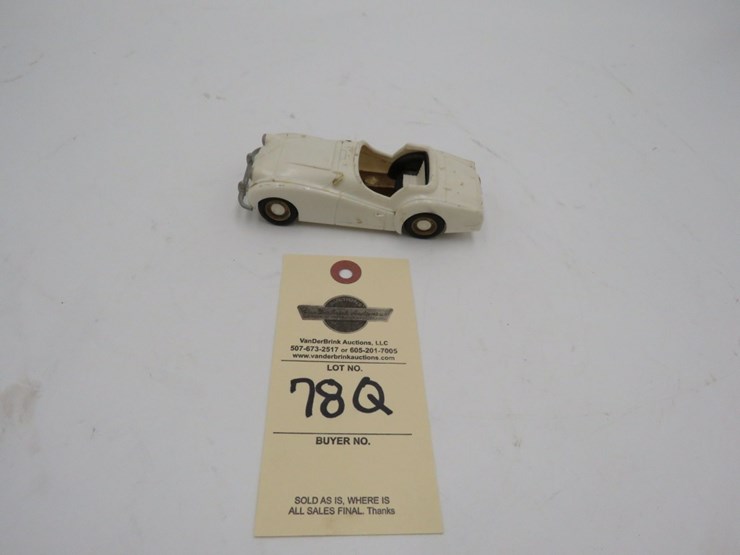 VanDerBrink Auctions, LLC
507-673-2517 or 605-201-7005
www.vanderbrinkauctions.com
LOT NO.
78Q
BUYER NO.
SOLD AS IS, WHERE IS
ALL SALES FINAL. Thanks